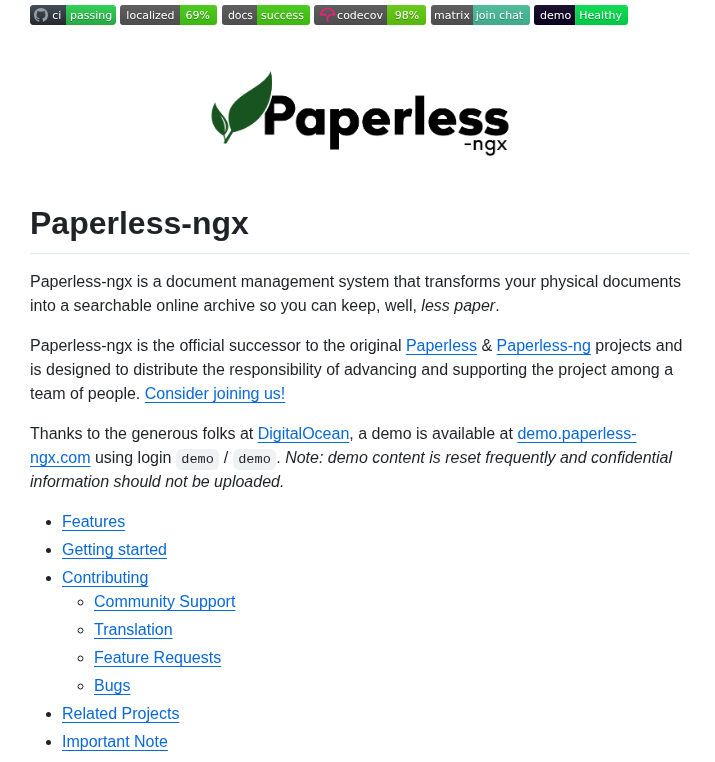 ci passing localized 69% docs success codecov 98% matrix join chat demo Healthy
Paperless
-ngx
Paperless-ngx
Paperless-ngx is a document management system that transforms your physical documents
into a searchable online archive so you can keep, well, less paper.
Paperless-ngx is the official successor to the original Paperless & Paperless-ng projects and
is designed to distribute the responsibility of advancing and supporting the project among a
team of people. Consider joining us!
Thanks to the generous folks at DigitalOcean, a demo is available at demo.paperless-
ngx.com using login demo / demo. Note: demo content is reset frequently and confidential
information should not be uploaded.
Features
Getting started
Contributing
Community Support
Translation
Feature Requests
Bugs
Related Projects
Important Note